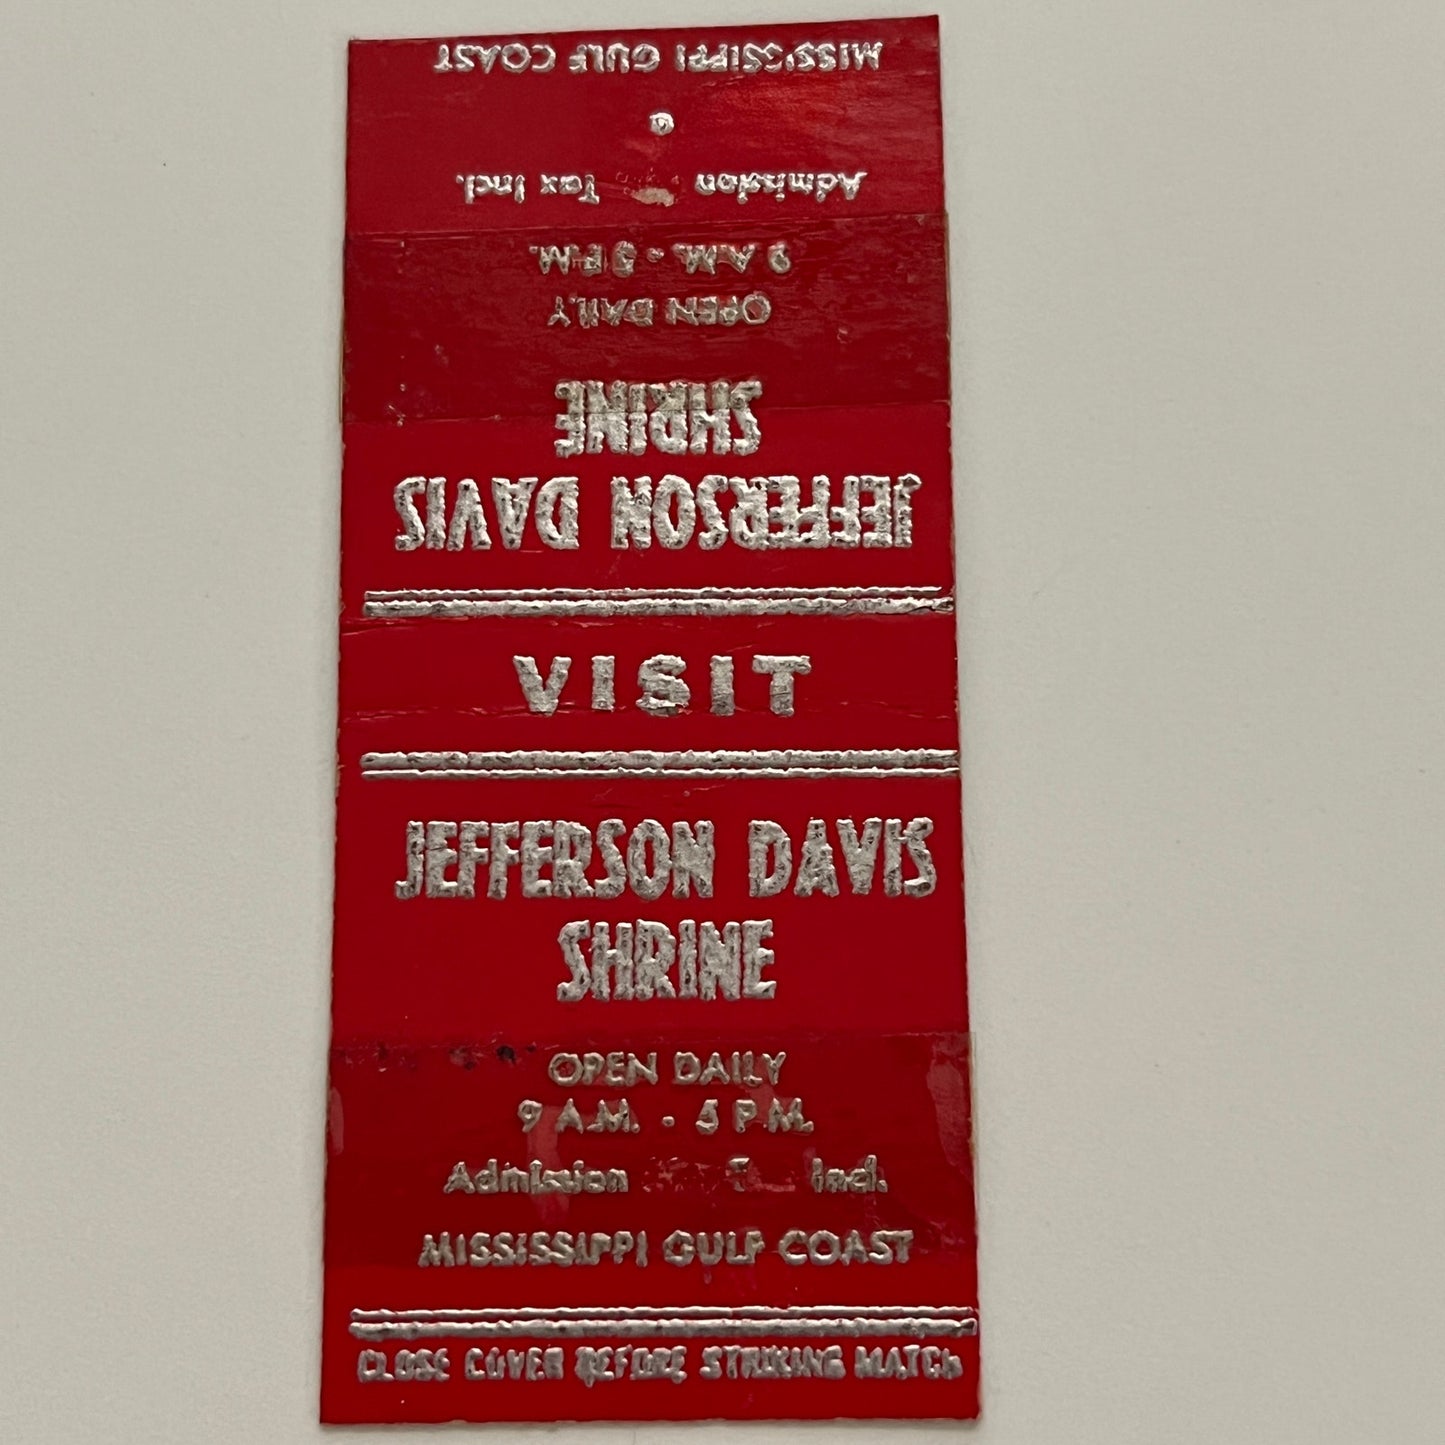 MISSISSIPPI GULF COAST
Admission Tax Incl.
9 A.M. - 5 P.M.
OPEN DAILY
SHRINE
JEFFERSON DAVIS
VISIT
JEFFERSON DAVIS
SHRINE
OPEN DAILY
9 A.M. - 5 P.M.
Admission Incl.
MISSISSIPPI GULF COAST
CLOSE COVER BEFORE STRIKING MATCH